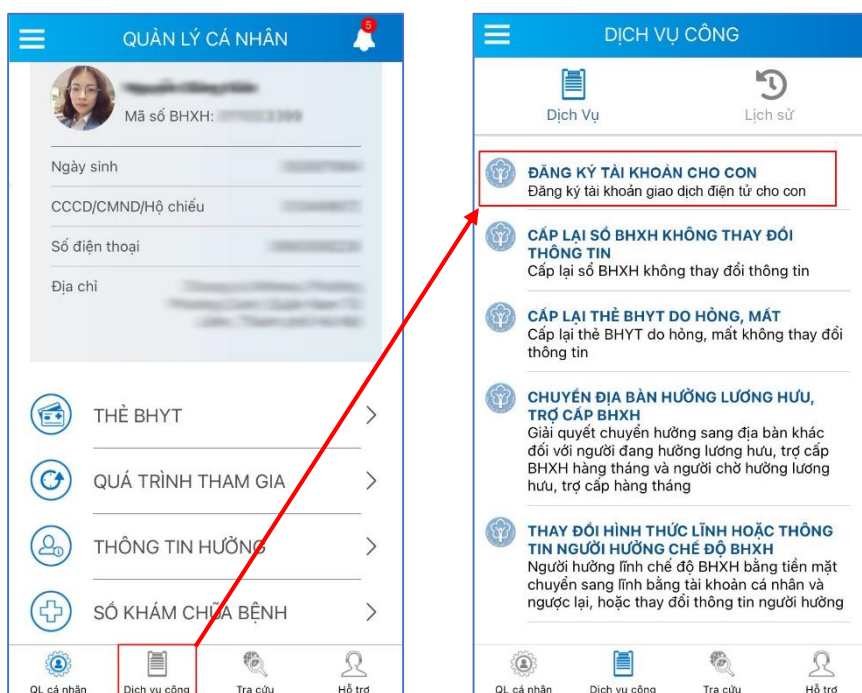 QUẢN LÝ CÁ NHÂN
5
Mã số BHXH: 3399
Ngày sinh
CCCD/CMND/Hộ chiếu
Số điện thoại
Địa chỉ
THẺ BHYT
QUÁ TRÌNH THAM GIA
THÔNG TIN HƯỞNG
SỔ KHÁM CHỮA BỆNH
QL cá nhân
Dịch vụ công
Tra cứu
Hỗ trợ
DỊCH VỤ CÔNG
Dịch Vụ
Lịch sử
ĐĂNG KÝ TÀI KHOẢN CHO CON
Đăng ký tài khoản giao dịch điện tử cho con
CẤP LẠI SỔ BHXH KHÔNG THAY ĐỔI
THÔNG TIN
Cấp lại sổ BHXH không thay đổi thông tin
CẤP LẠI THẺ BHYT DO HỎNG, MẤT
Cấp lại thẻ BHYT do hỏng, mất không thay đổi
thông tin
CHUYỂN ĐỊA BÀN HƯỞNG LƯƠNG HƯU,
TRỢ CẤP BHXH
Giải quyết chuyển hưởng sang địa bàn khác
đối với người đang hưởng lương hưu, trợ cấp
BHXH hàng tháng và người chờ hưởng lương
hưu, trợ cấp hàng tháng
THAY ĐỔI HÌNH THỨC LĨNH HOẶC THÔNG
TIN NGƯỜI HƯỞNG CHẾ ĐỘ BHXH
Người hưởng lĩnh chế độ BHXH bằng tiền mặt
chuyển sang lĩnh bằng tài khoản cá nhân và
ngược lại, hoặc thay đổi thông tin người hưởng
QL cá nhân
Dịch vụ công
Tra cứu
Hỗ trợ